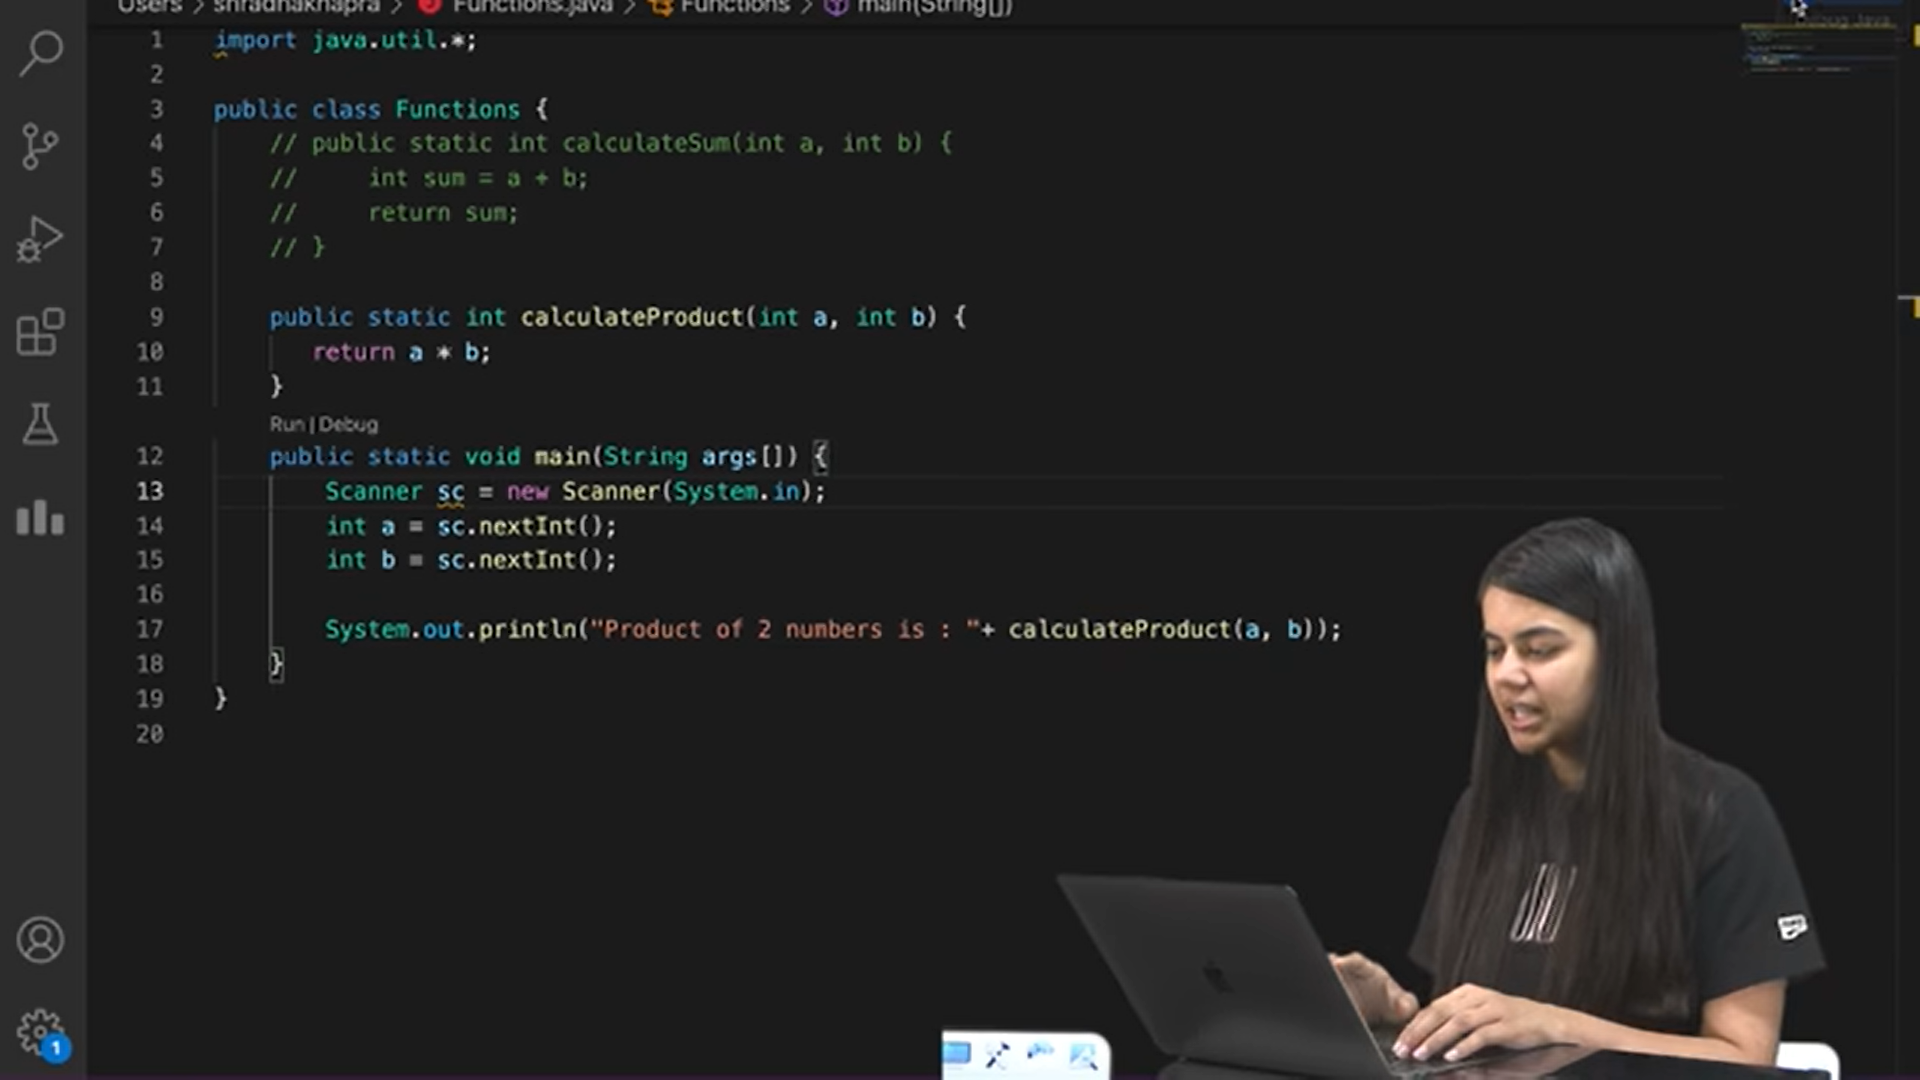 Users > shradhakhapra > Functions.java > Functions > main(String[])
Debug Java
1 import java.util.*;
2
3 public class Functions {
4 // public static int calculateSum(int a, int b) {
5 //     int sum = a + b;
6 //     return sum;
7 // }
8
9 public static int calculateProduct(int a, int b) {
10 return a * b;
11 }
Run | Debug
12 public static void main(String args[]) {
13 Scanner sc = new Scanner(System.in);
14 int a = sc.nextInt();
15 int b = sc.nextInt();
16
17 System.out.println("Product of 2 numbers is : "+ calculateProduct(a, b));
18 }
19 }
20
1